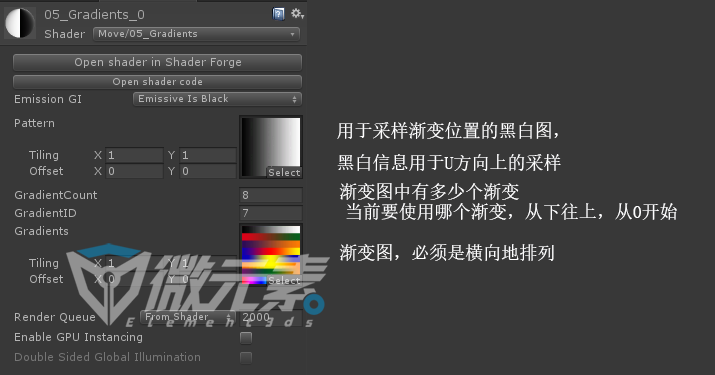 05_Gradients_0
Shader Move/05_Gradients
Open shader in Shader Forge
Open shader code
Emission GI Emissive Is Black
Pattern
用于采样渐变位置的黑白图，
Tiling X 1 Y 1
黑白信息用于U方向上的采样
Offset X 0 Y 0 Select
GradientCount 8 渐变图中有多少个渐变
GradientID 7 当前要使用哪个渐变，从下往上，从0开始
Gradients
渐变图，必须是横向地排列
Tiling X 1 Y 1
Offset X 0 Y 0 Select
微元素
Element3ds
Render Queue From Shader 2000
Enable GPU Instancing
Double Sided Global Illumination